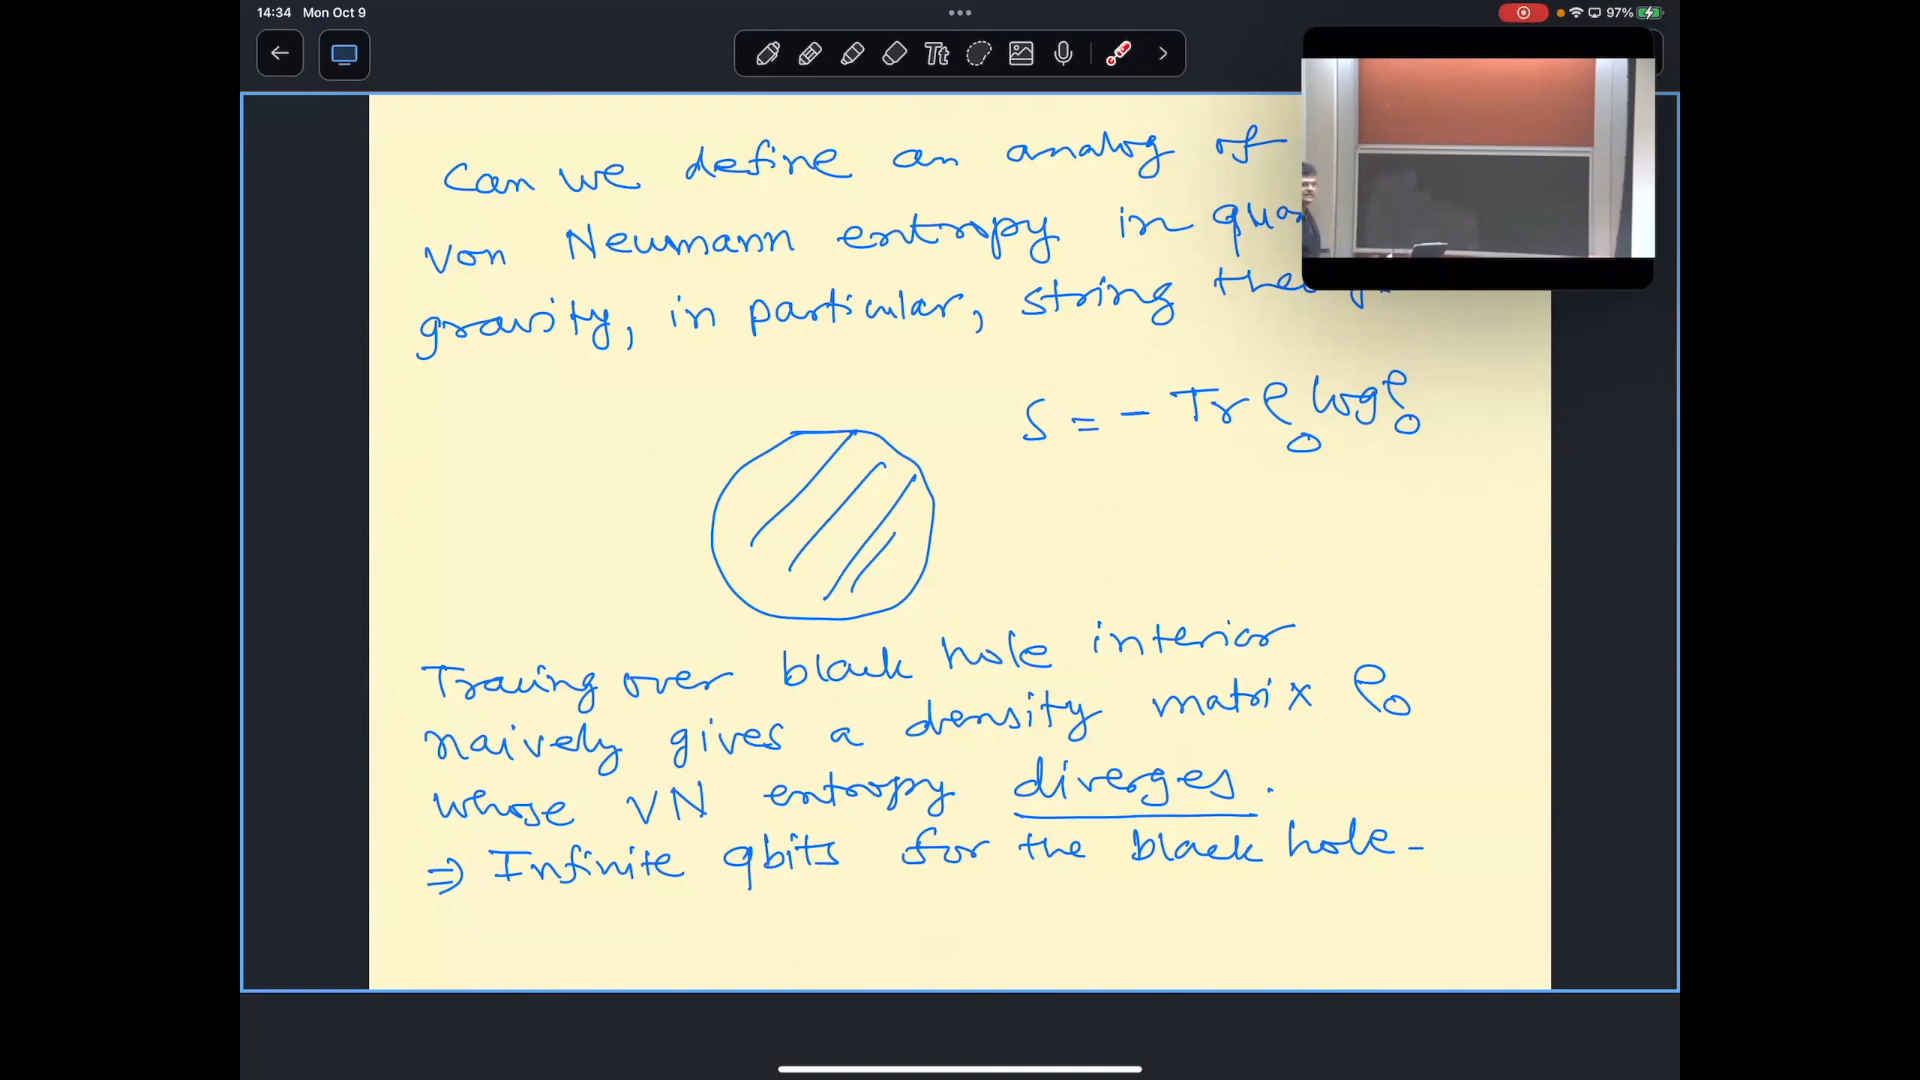 14:34 Mon Oct 9
97%
Tt
Can we define an analog of
von Neumann entropy in
gravity, in particular, string
S = - Tr ρ₀ log ρ₀
Tracing over black hole interior
naively gives a density matrix ρ₀
whose VN entropy diverges.
⇒ Infinite qbits for the black hole-